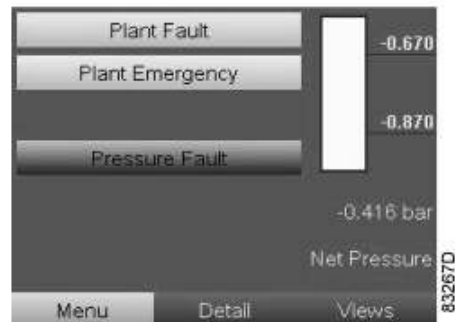 Plant Fault
Plant Emergency
Pressure Fault
-0.670
-0.870
-0.416 bar
Net Pressure
Menu Detail Views
83267D